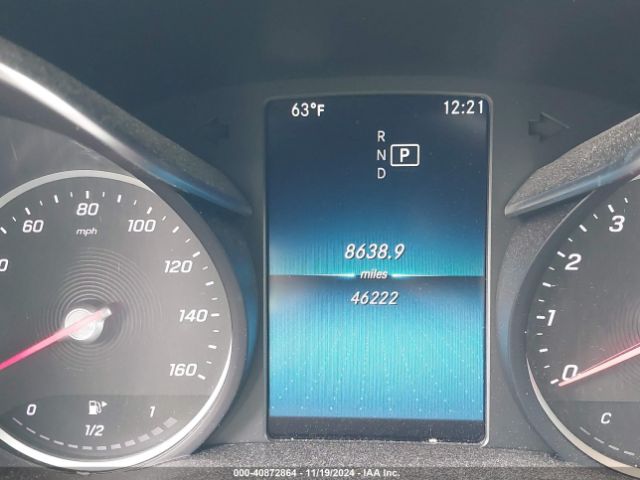 63°F 12:21
R
N P
D
8638.9
miles
46222
60 80 100 120 140 160
mph
0 1/2 1
3
2
1
0
C
000-40872864 - 11/19/2024 - IAA Inc.